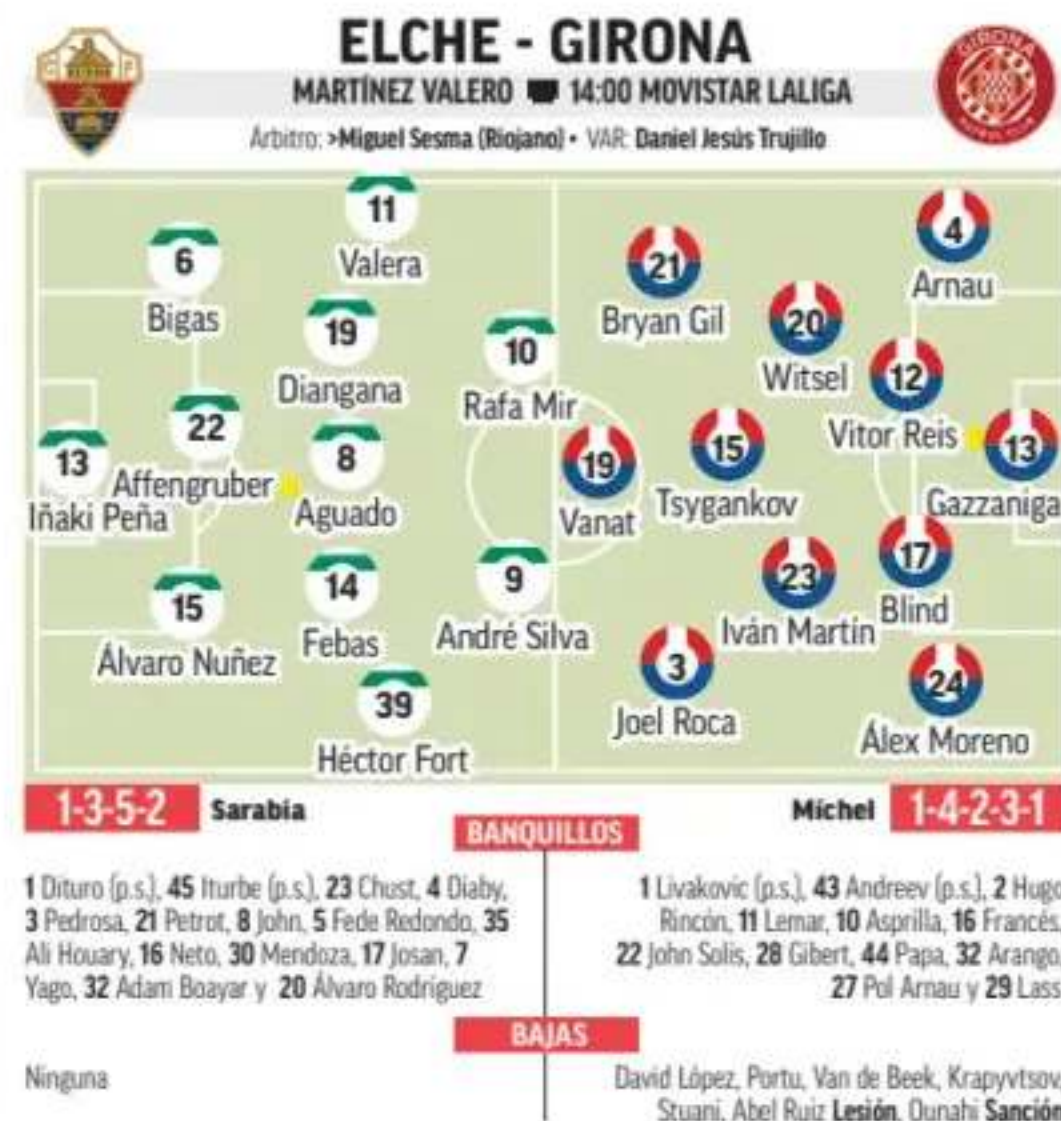 ELCHE - GIRONA
MARTÍNEZ VALERO 14:00 MOVISTAR LALIGA
Árbitro: >Miguel Sesma (Riojano) • VAR: Daniel Jesús Trujillo
GIRONA
11
Valera
6
Bigas
19
Diangana
10
Rafa Mir
22
Affengruber
13
Iñaki Peña
8
Aguado
15
Álvaro Nuñez
14
Febas
9
André Silva
39
Héctor Fort
4
Arnau
21
Bryan Gil
20
Witsel
12
Vitor Reis
13
Gazzaniga
19
Vanat
15
Tsygankov
17
Blind
23
Iván Martín
3
Joel Roca
24
Álex Moreno
1-3-5-2 Sarabia
Míchel 1-4-2-3-1
BANQUILLOS
1 Dituro (p.s.), 45 Iturbe (p.s.), 23 Chust, 4 Diaby,
3 Pedrosa, 21 Petrot, 8 John, 5 Fede Redondo, 35
Ali Houary, 16 Neto, 30 Mendoza, 17 Josan, 7
Yago, 32 Adam Boayar y 20 Álvaro Rodríguez
1 Livakovic (p.s.), 43 Andreev (p.s.), 2 Hugo
Rincón, 11 Lemar, 10 Asprilla, 16 Francés,
22 John Solis, 28 Gibert, 44 Papa, 32 Arango,
27 Pol Arnau y 29 Lass
BAJAS
Ninguna
David López, Portu, Van de Beek, Krapyvtsov,
Stuani, Abel Ruiz Lesión, Ounahi Sanción